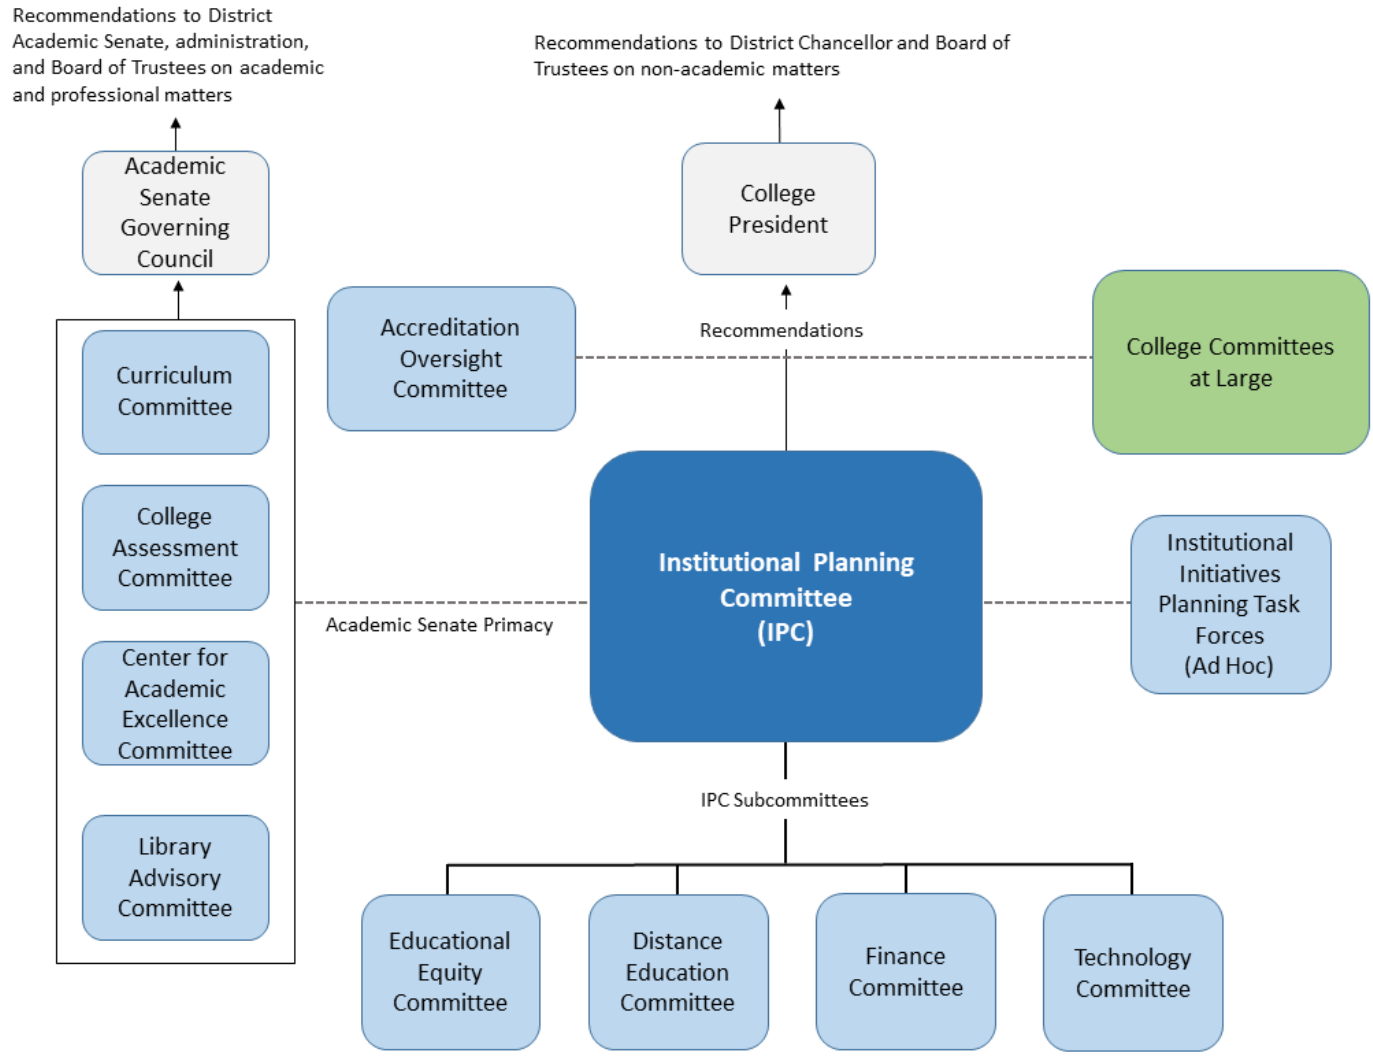 Recommendations to District
Academic Senate, administration,
and Board of Trustees on academic
and professional matters
Recommendations to District Chancellor and Board of
Trustees on non-academic matters
Academic
Senate
Governing
Council
College
President
Accreditation
Oversight
Committee
Recommendations
College Committees
at Large
Curriculum
Committee
College
Assessment
Committee
Center for
Academic
Excellence
Committee
Library
Advisory
Committee
Academic Senate Primacy
Institutional Planning
Committee
(IPC)
Institutional
Initiatives
Planning Task
Forces
(Ad Hoc)
IPC Subcommittees
Educational
Equity
Committee
Distance
Education
Committee
Finance
Committee
Technology
Committee